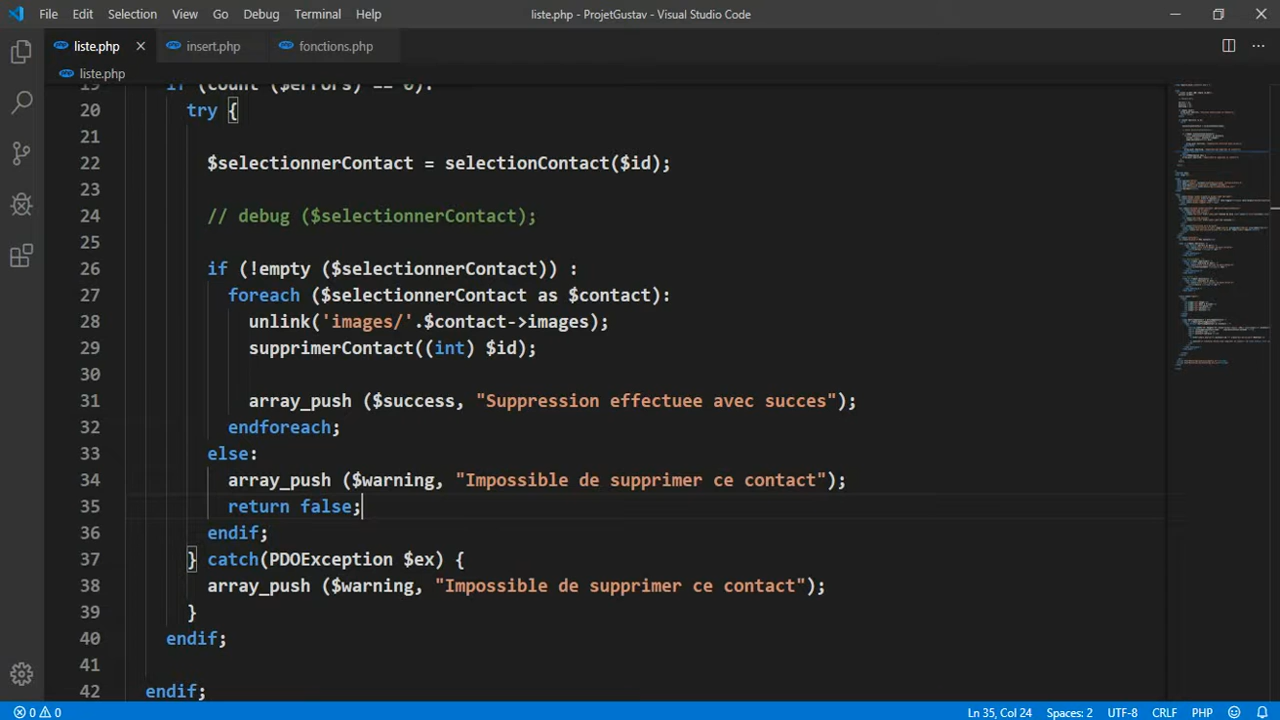 File Edit Selection View Go Debug Terminal Help liste.php - ProjetGustav - Visual Studio Code
liste.php insert.php fonctions.php
liste.php
19 if (count ($errors) == 0):
20 try {
21
22 $selectionnerContact = selectionContact($id);
23
24 // debug ($selectionnerContact);
25
26 if (!empty ($selectionnerContact)) :
27 foreach ($selectionnerContact as $contact):
28 unlink('images/'.$contact->images);
29 supprimerContact((int) $id);
30
31 array_push ($success, "Suppression effectuee avec succes");
32 endforeach;
33 else:
34 array_push ($warning, "Impossible de supprimer ce contact");
35 return false;
36 endif;
37 } catch(PDOException $ex) {
38 array_push ($warning, "Impossible de supprimer ce contact");
39 }
40 endif;
41
42 endif;
0 0 Ln 35, Col 24 Spaces: 2 UTF-8 CRLF PHP